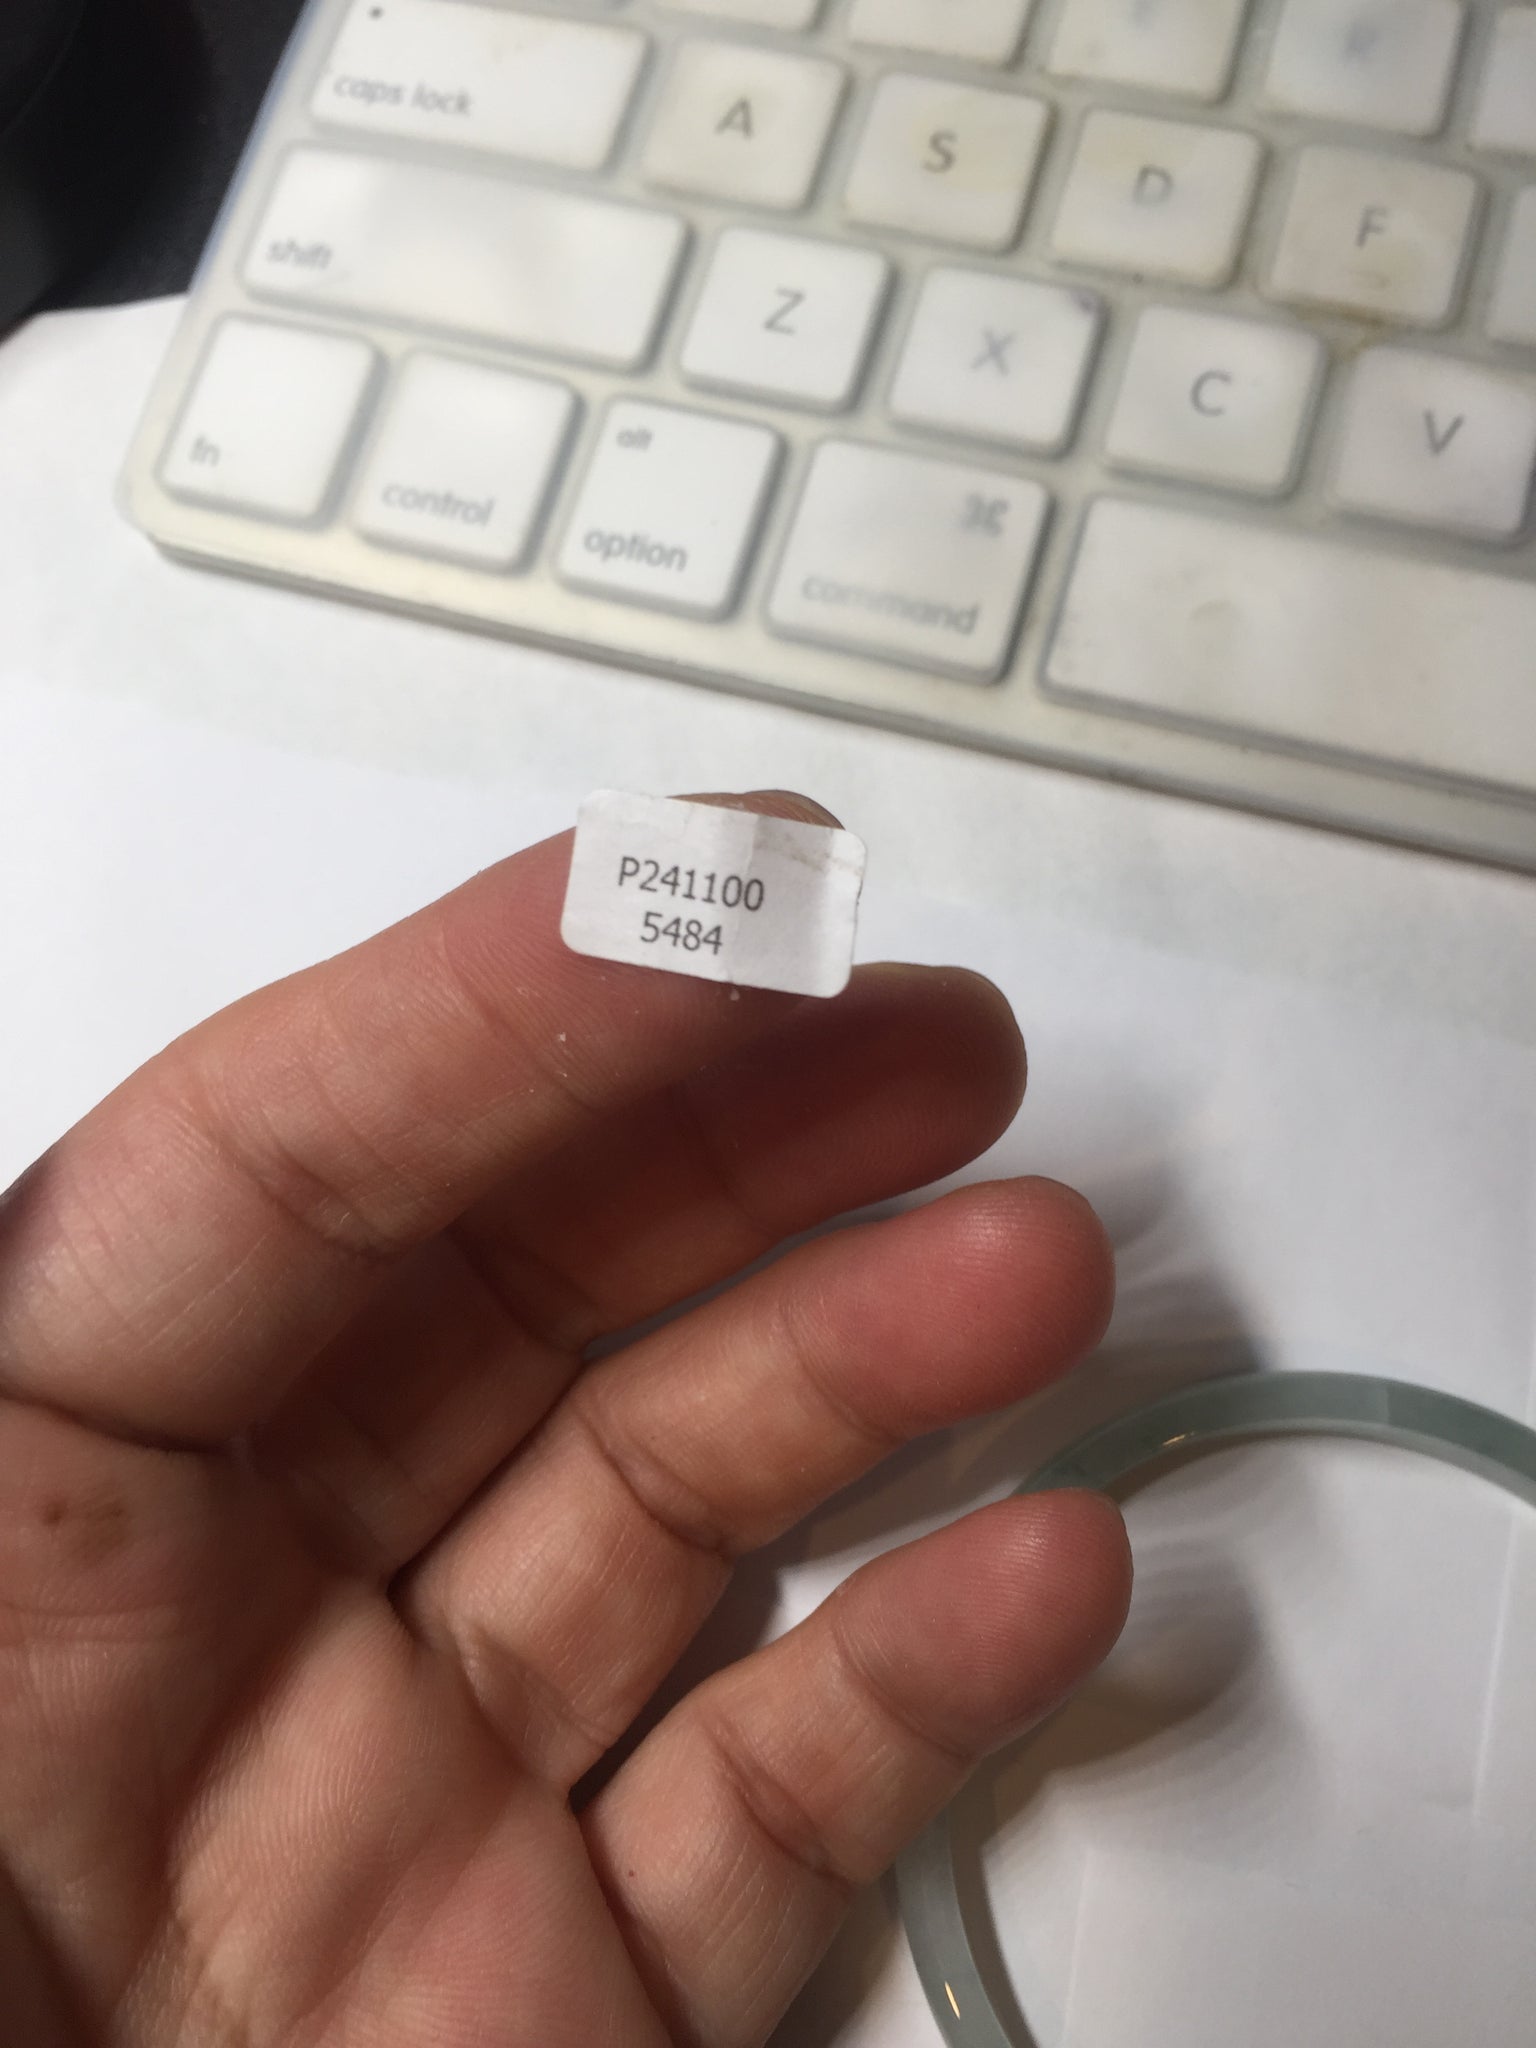 caps lock
A
S
D
F
shift
Z
X
C
V
fn
control
alt
option
⌘
command
P241100
5484